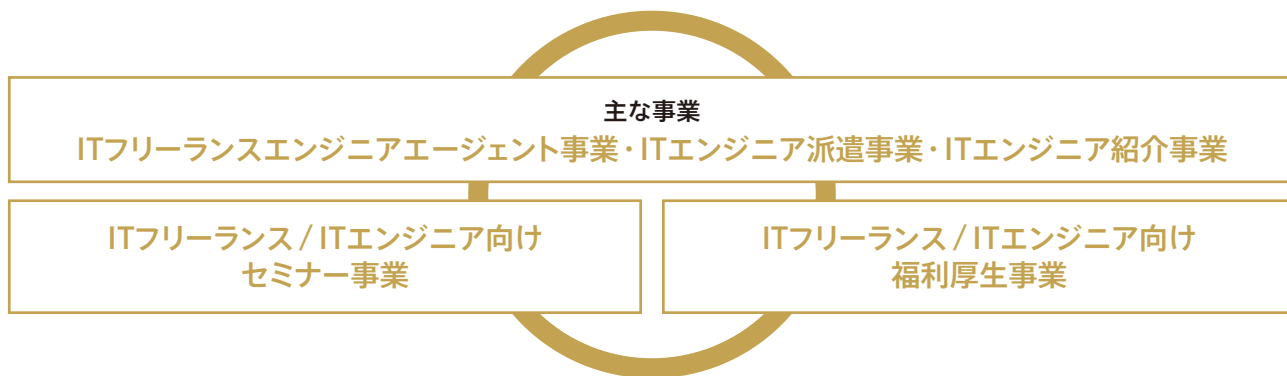 主な事業
ITフリーランスエンジニアエージェント事業・ITエンジニア派遣事業・ITエンジニア紹介事業
ITフリーランス / ITエンジニア向け
セミナー事業
ITフリーランス / ITエンジニア向け
福利厚生事業